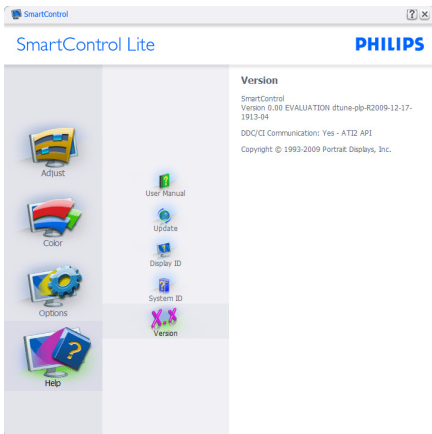 SmartControl
SmartControl Lite
PHILIPS
Adjust
Color
Options
Help
User Manual
Update
Display ID
System ID
X.X
Version
Version
SmartControl
Version 0.00 EVALUATION dtune-plp-R2009-12-17-
1913-04
DDC/CI Communication: Yes - ATI2 API
Copyright © 1993-2009 Portrait Displays, Inc.